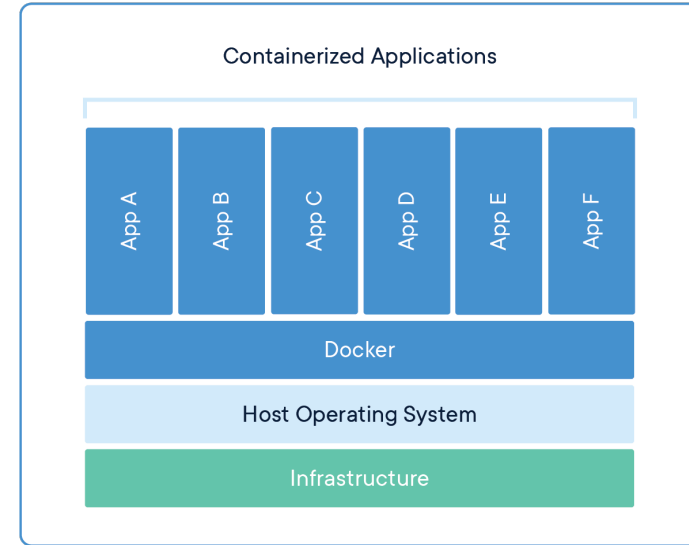 Containerized Applications
App A
App B
App C
App D
App E
App F
Docker
Host Operating System
Infrastructure